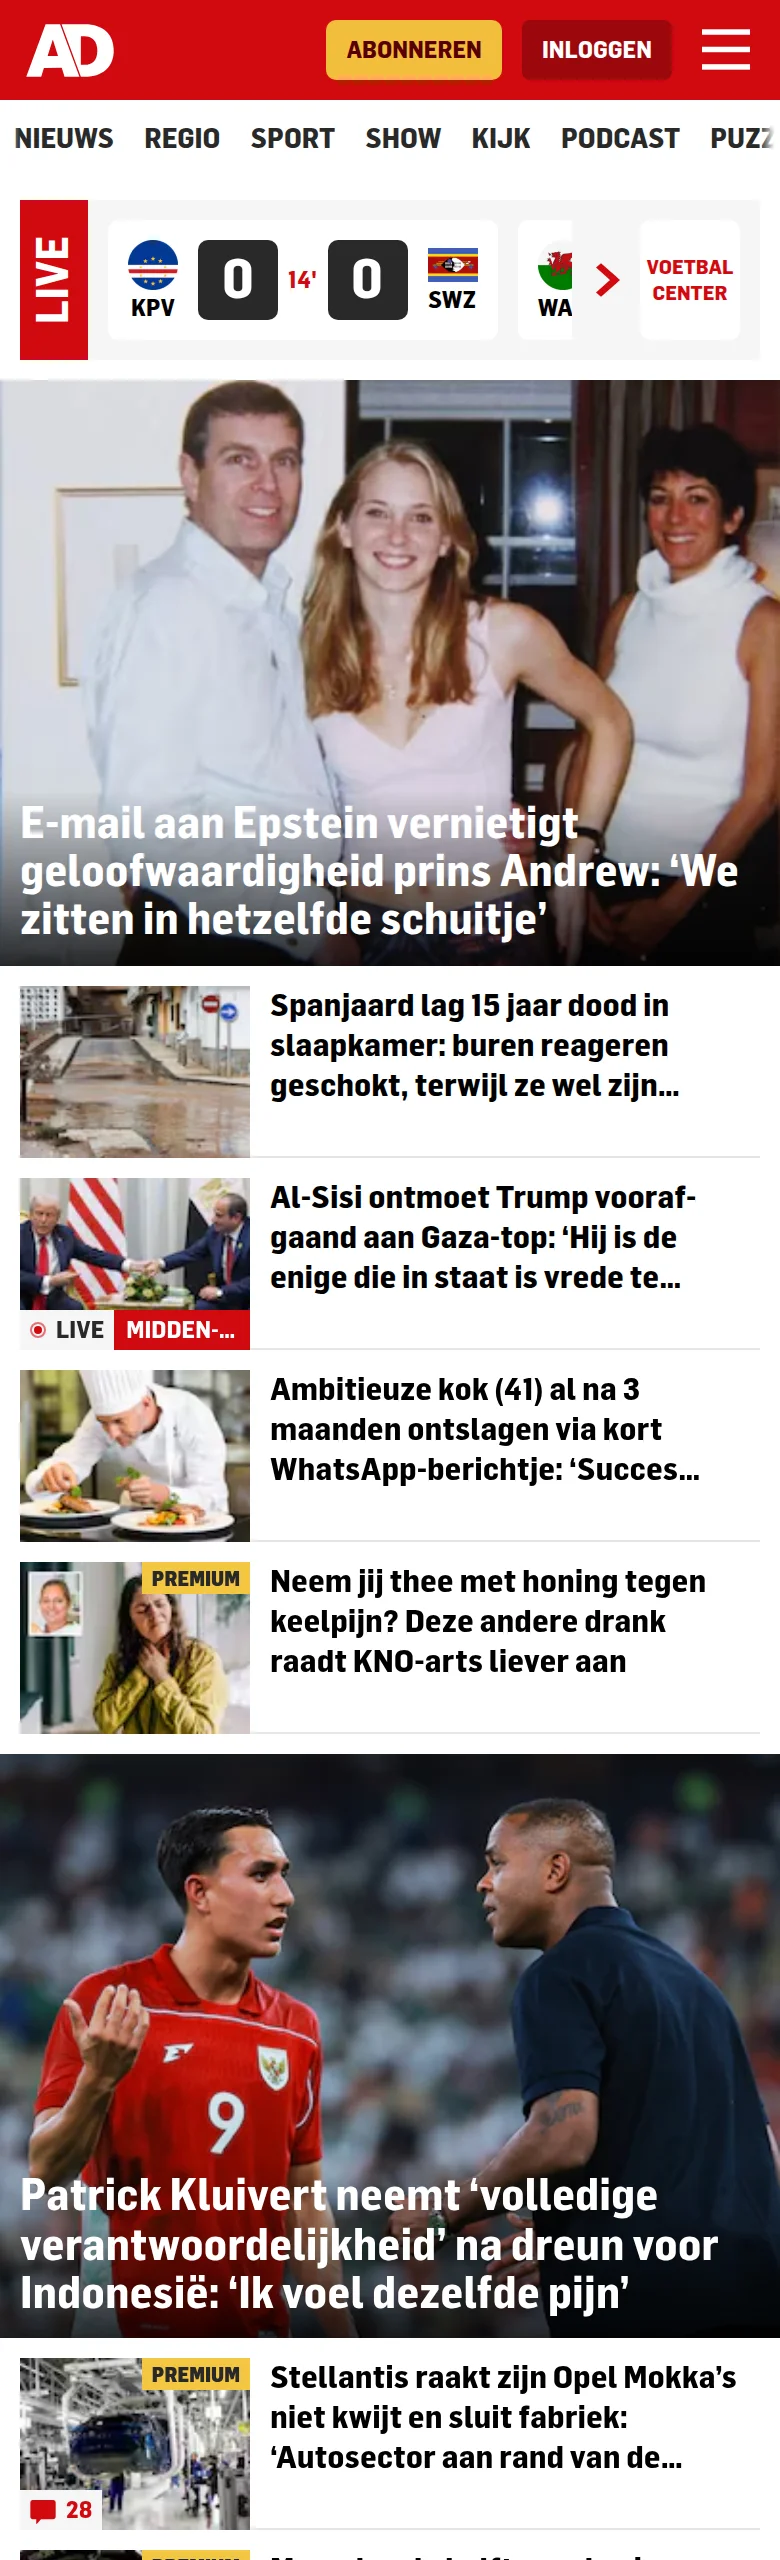 AD
ABONNEREN
INLOGGEN
NIEUWS REGIO SPORT SHOW KIJK PODCAST PUZZ
LIVE
0 14' 0
KPV SWZ WA
VOETBAL
CENTER
E-mail aan Epstein vernietigt
geloofwaardigheid prins Andrew: ‘We
zitten in hetzelfde schuitje’
Spanjaard lag 15 jaar dood in
slaapkamer: buren reageren
geschokt, terwijl ze wel zijn...
Al-Sisi ontmoet Trump vooraf-
gaand aan Gaza-top: ‘Hij is de
enige die in staat is vrede te...
LIVE MIDDEN-...
Ambitieuze kok (41) al na 3
maanden ontslagen via kort
WhatsApp-berichtje: ‘Succes...
PREMIUM
Neem jij thee met honing tegen
keelpijn? Deze andere drank
raadt KNO-arts liever aan
9
Patrick Kluivert neemt ‘volledige
verantwoordelijkheid’ na dreun voor
Indonesië: ‘Ik voel dezelfde pijn’
PREMIUM
Stellantis raakt zijn Opel Mokka’s
niet kwijt en sluit fabriek:
‘Autosector aan rand van de...
28